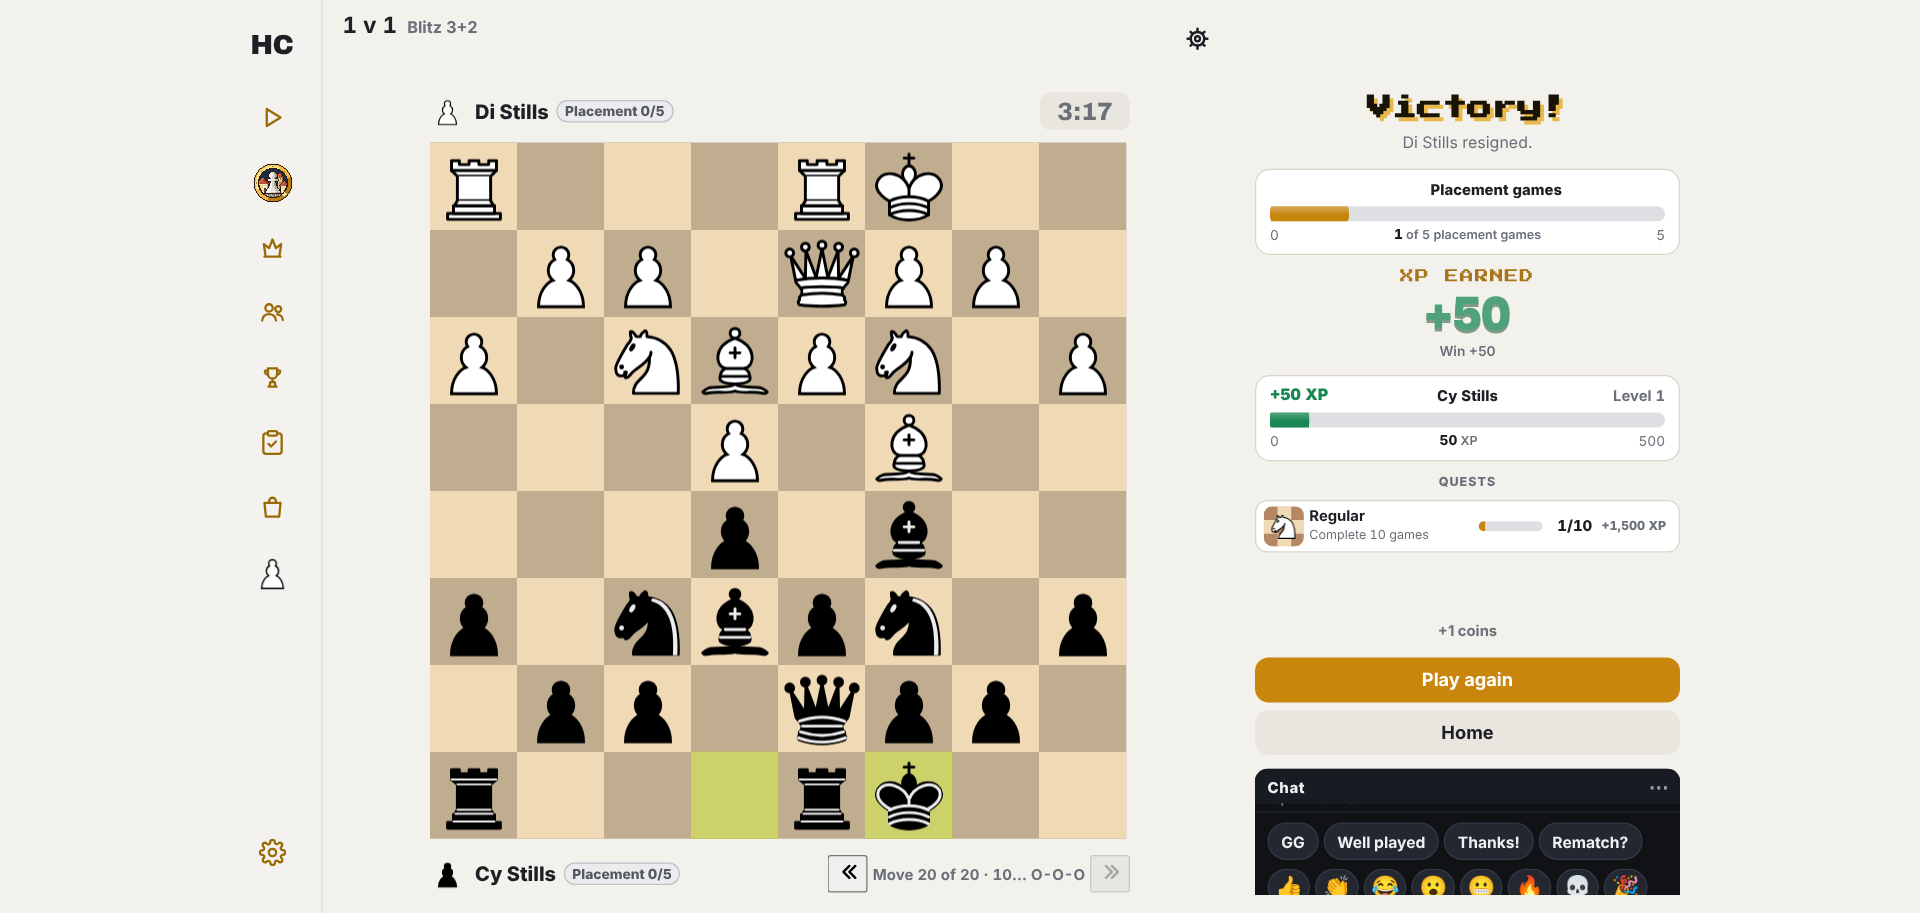 HC
1 v 1 Blitz 3+2
Di Stills Placement 0/5
3:17
Cy Stills Placement 0/5
Move 20 of 20 · 10... O-O-O
Victory!
Di Stills resigned.
Placement games
0 1 of 5 placement games 5
XP EARNED
+50
Win +50
+50 XP Cy Stills Level 1
0 50 XP 500
QUESTS
Regular
Complete 10 games
1/10 +1,500 XP
+1 coins
Play again
Home
Chat
GG Well played Thanks! Rematch?